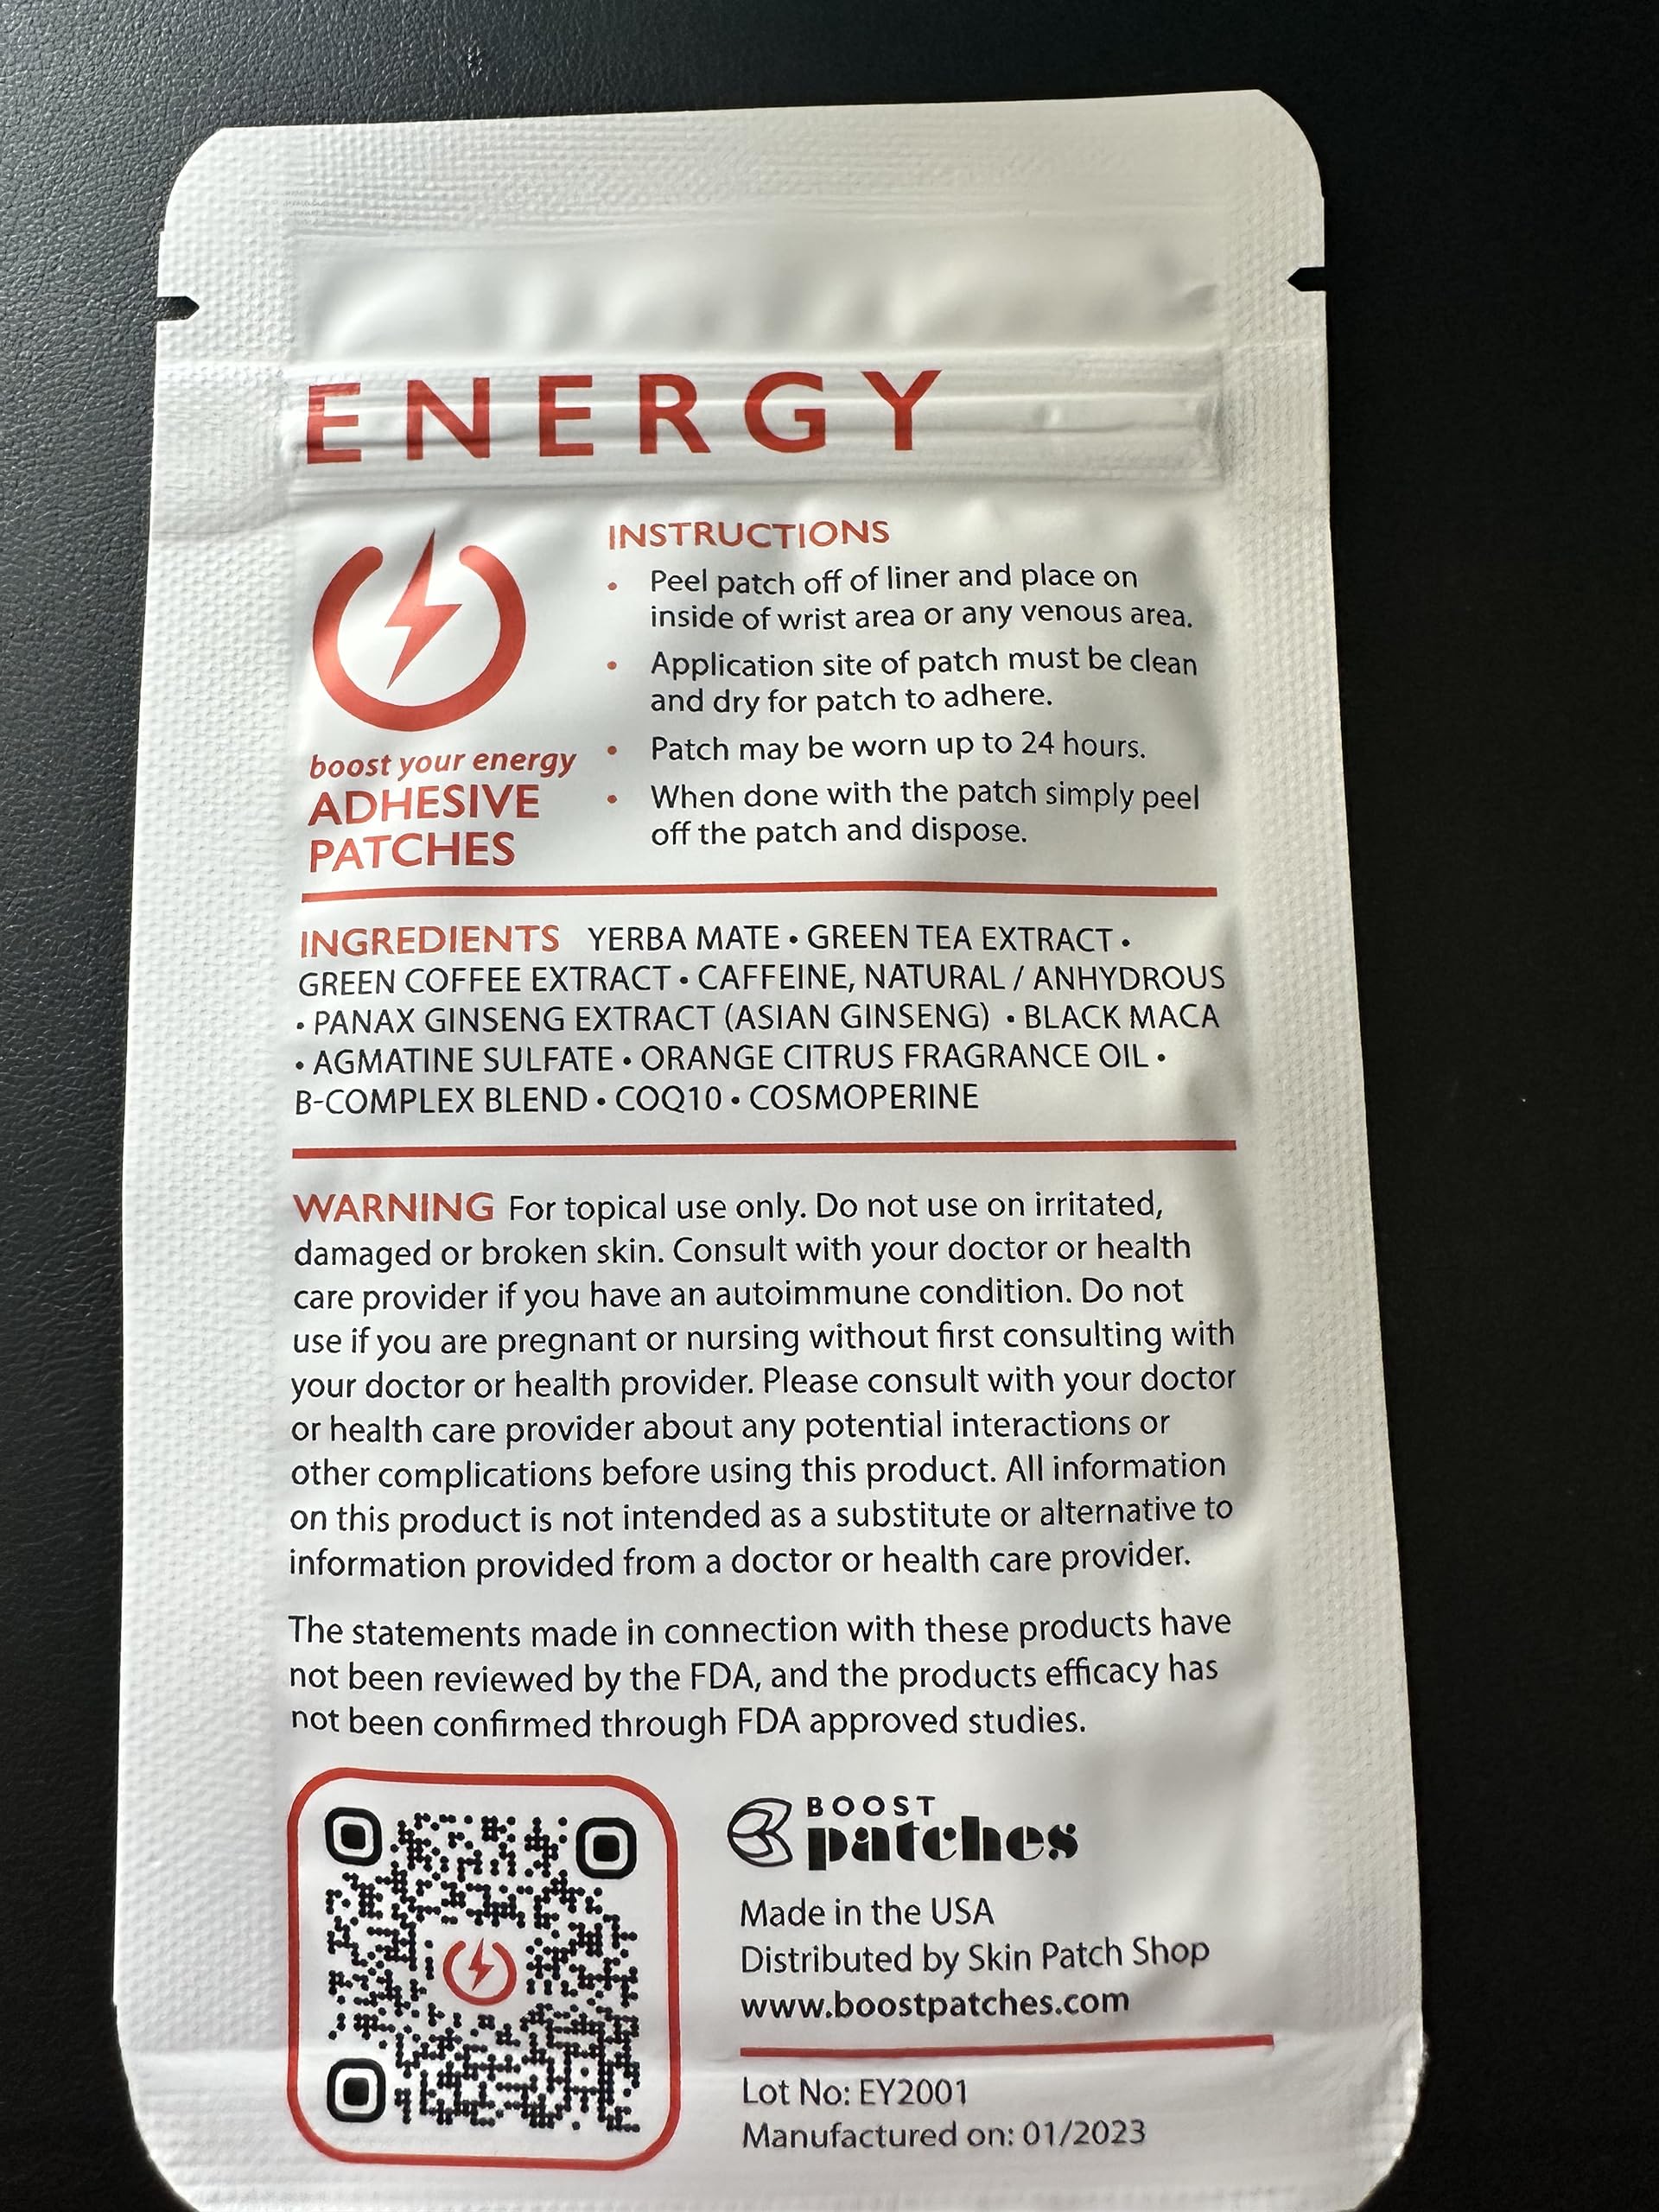 ENERGY
boost your energy
ADHESIVE
PATCHES
INSTRUCTIONS
• Peel patch off of liner and place on
inside of wrist area or any venous area.
• Application site of patch must be clean
and dry for patch to adhere.
• Patch may be worn up to 24 hours.
• When done with the patch simply peel
off the patch and dispose.
INGREDIENTS YERBA MATE • GREEN TEA EXTRACT •
GREEN COFFEE EXTRACT • CAFFEINE, NATURAL / ANHYDROUS
• PANAX GINSENG EXTRACT (ASIAN GINSENG) • BLACK MACA
• AGMATINE SULFATE • ORANGE CITRUS FRAGRANCE OIL •
B-COMPLEX BLEND • COQ10 • COSMOPERINE
WARNING For topical use only. Do not use on irritated,
damaged or broken skin. Consult with your doctor or health
care provider if you have an autoimmune condition. Do not
use if you are pregnant or nursing without first consulting with
your doctor or health provider. Please consult with your doctor
or health care provider about any potential interactions or
other complications before using this product. All information
on this product is not intended as a substitute or alternative to
information provided from a doctor or health care provider.
The statements made in connection with these products have
not been reviewed by the FDA, and the products efficacy has
not been confirmed through FDA approved studies.
BOOST
patches
Made in the USA
Distributed by Skin Patch Shop
www.boostpatches.com
Lot No: EY2001
Manufactured on: 01/2023